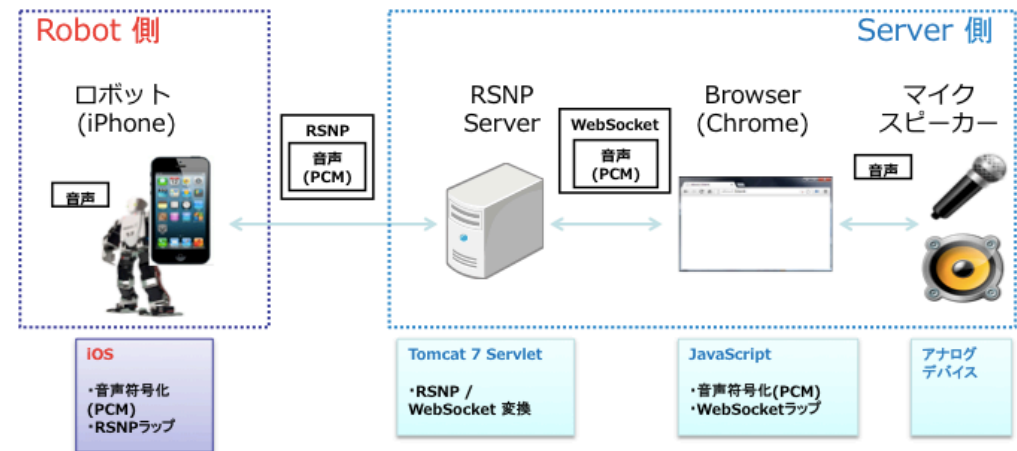 Robot 側
Server 側
ロボット
(iPhone)
RSNP
Server
Browser
(Chrome)
マイク
スピーカー
RSNP
音声
(PCM)
WebSocket
音声
(PCM)
音声
音声
iOS
・音声符号化
(PCM)
・RSNPラップ
Tomcat 7 Servlet
・RSNP /
WebSocket 変換
JavaScript
・音声符号化(PCM)
・WebSocketラップ
アナログ
デバイス